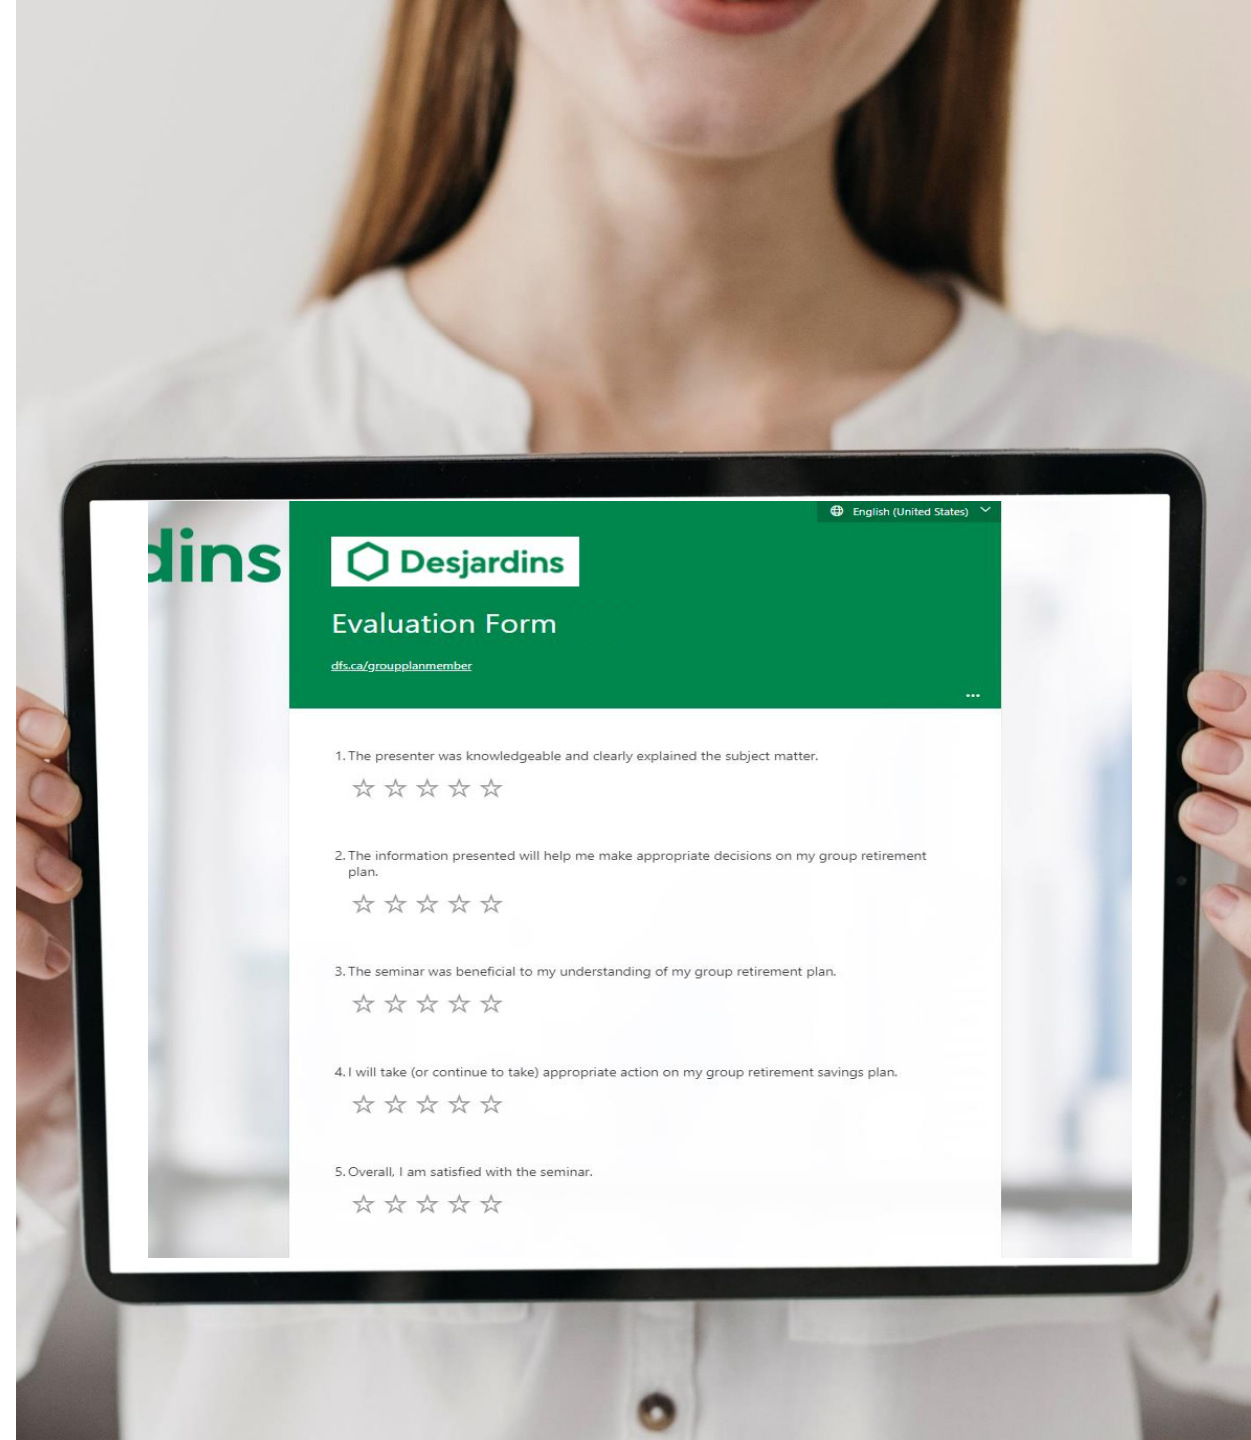 English (United States)
dins
Desjardins
Evaluation Form
dfs.ca/groupplanmember
...
1. The presenter was knowledgeable and clearly explained the subject matter.
2. The information presented will help me make appropriate decisions on my group retirement
plan.
3. The seminar was beneficial to my understanding of my group retirement plan.
4. I will take (or continue to take) appropriate action on my group retirement savings plan.
5. Overall, I am satisfied with the seminar.